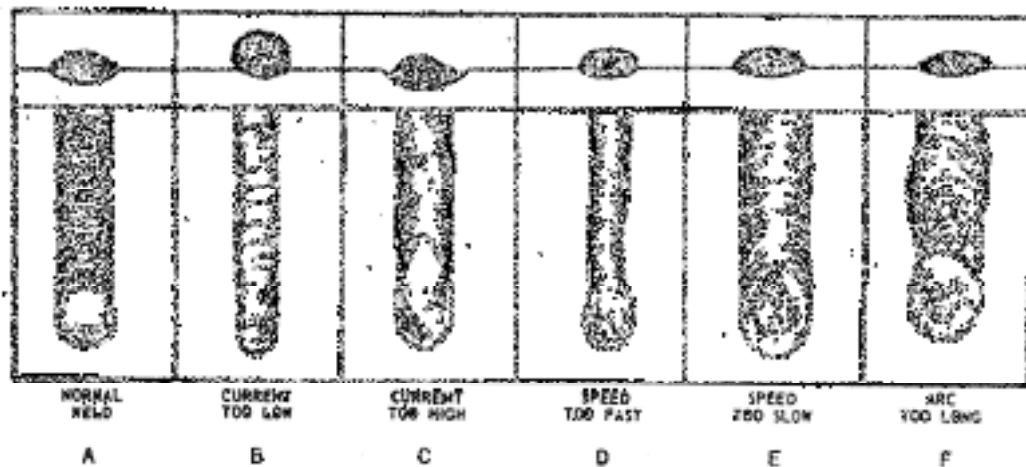 NORMAL
WELD
A
CURRENT
TOO LOW
B
CURRENT
TOO HIGH
C
SPEED
TOO FAST
D
SPEED
TOO SLOW
E
ARC
TOO LONG
F